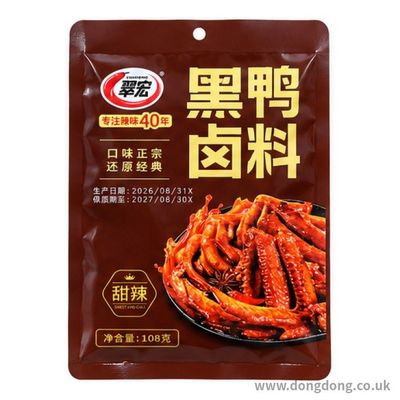 CUIHONG
翠宏
专注辣味40年
黑鸭
卤料
口味正宗
还原经典
生产日期:2026/08/31X
保质期至:2027/08/30X
甜辣
SWEET AND CHILI
净含量:108克
www.dongdong.co.uk